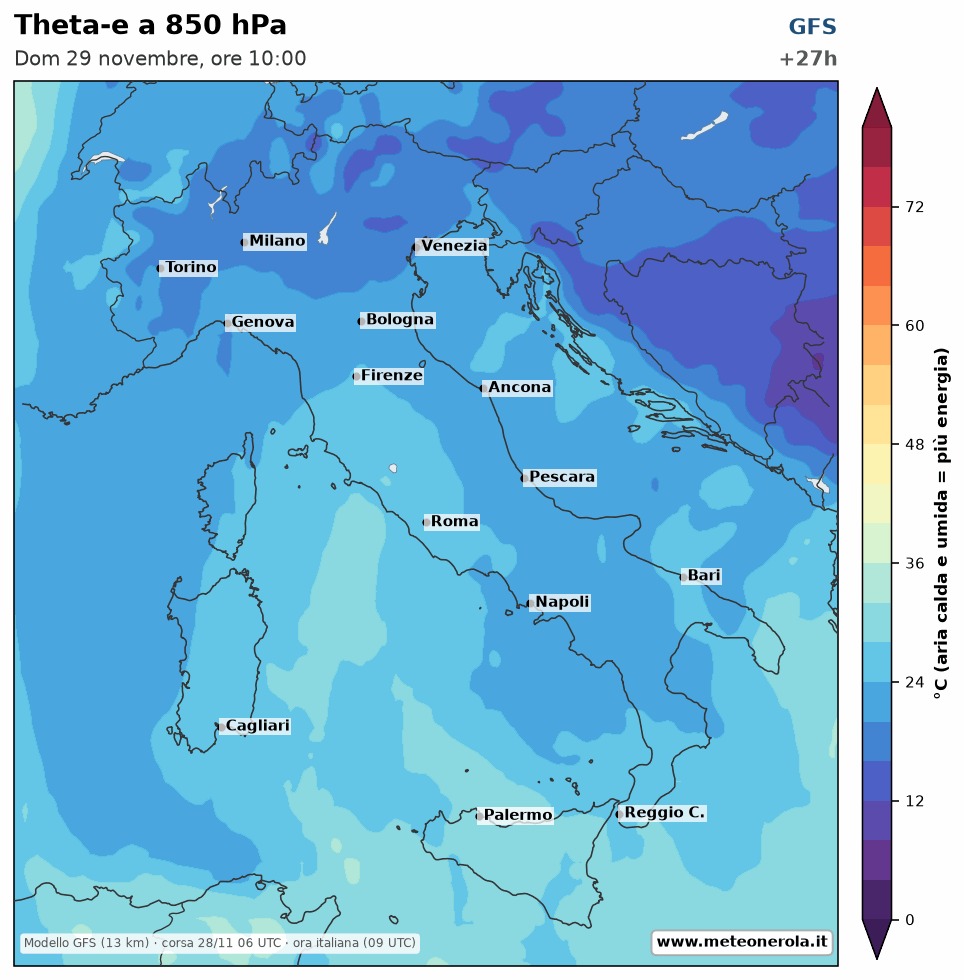 Theta-e a 850 hPa
GFS
Dom 29 novembre, ore 10:00
+27h
Milano
Venezia
Torino
Genova
Bologna
Firenze
Ancona
Pescara
Roma
Bari
Napoli
Cagliari
Palermo
Reggio C.
72
60
48
36
24
12
0
°C (aria calda e umida = più energia)
Modello GFS (13 km) · corsa 28/11 06 UTC · ora italiana (09 UTC)
www.meteonerola.it